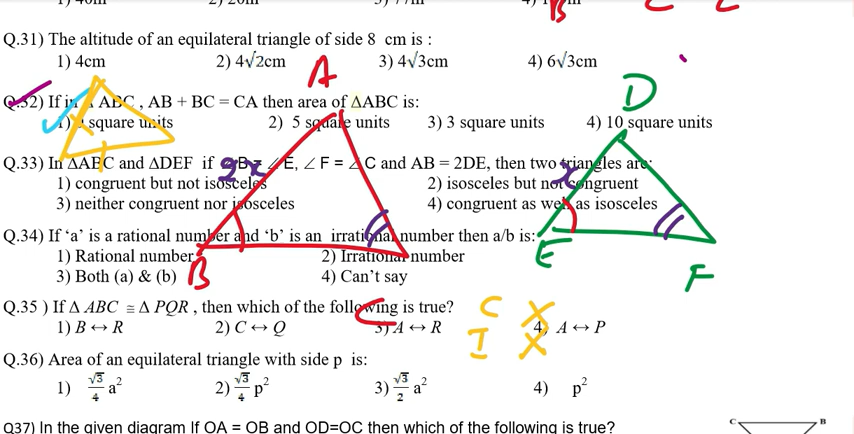 Q.31) The altitude of an equilateral triangle of side 8 cm is :
1) 4cm 2) 4√2cm 3) 4√3cm 4) 6√3cm
A
D
Q.32) If in Δ ABC , AB + BC = CA then area of ΔABC is:
square units 2) 5 square units 3) 3 square units 4) 10 square units
Q.33) In ΔABC and ΔDEF if ∠E, ∠ F = ∠C and AB = 2DE, then two triangles are:
2x
x
1) congruent but not isosceles 2) isosceles but not congruent
3) neither congruent nor isosceles 4) congruent as well as isosceles
Q.34) If ‘a’ is a rational number and ‘b’ is an irrational number then a/b is:
B
E
F
1) Rational number 2) Irrational number
3) Both (a) & (b) 4) Can’t say
C
Q.35 ) If Δ ABC ≅ Δ PQR , then which of the following is true?
C X
1) B ↔ R 2) C ↔ Q 3) A ↔ R 4) A ↔ P
I X
Q.36) Area of an equilateral triangle with side p is:
1) √3/4 a² 2) √3/4 p² 3) √3/2 a² 4) p²
Q37) In the given diagram If OA = OB and OD=OC then which of the following is true?
C B